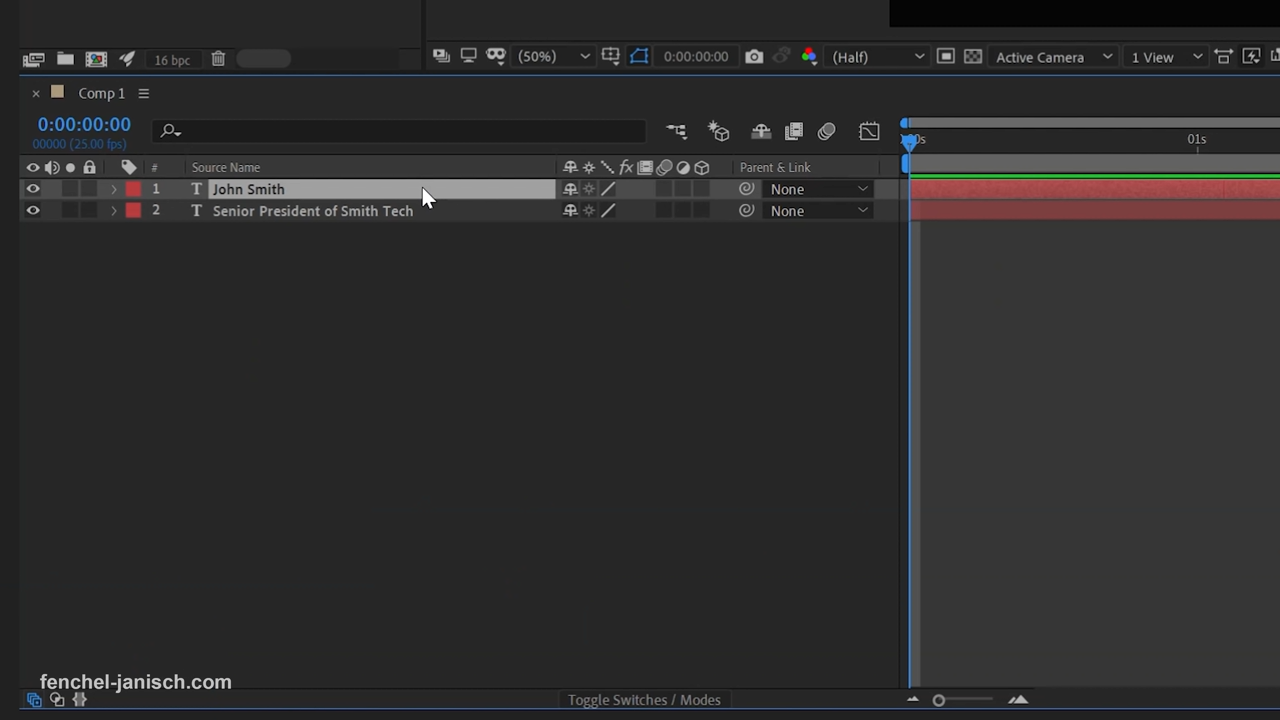 16 bpc
(50%)
0:00:00:00
(Half)
Active Camera
1 View
× Comp 1
0:00:00:00
00000 (25.00 fps)
# Source Name fx Parent & Link
1 T John Smith None
2 T Senior President of Smith Tech None
01s
fenchel-janisch.com
Toggle Switches / Modes